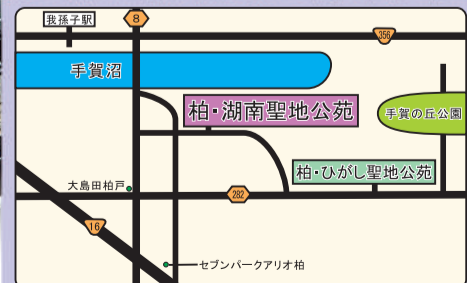 我孫子駅
8
356
手賀沼
柏・湖南聖地公苑
手賀の丘公園
柏・ひがし聖地公苑
大島田柏戸
282
16
セブンパークアリオ柏